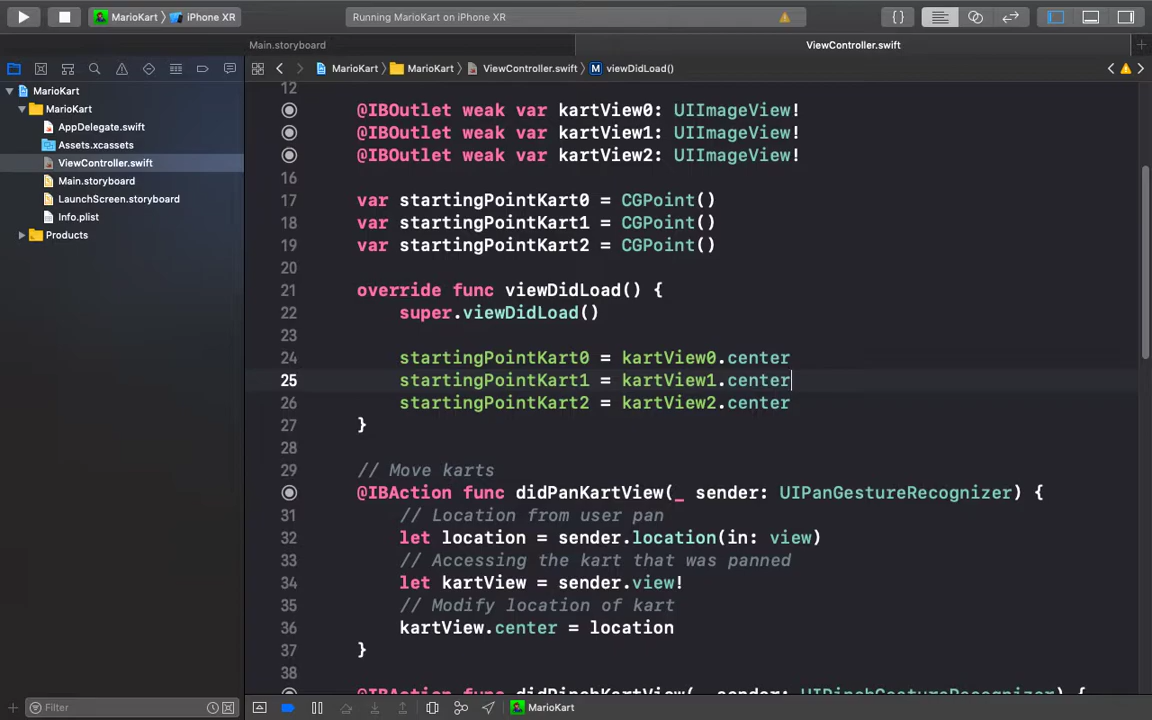 MarioKart
iPhone XR
Running MarioKart on iPhone XR
Main.storyboard
ViewController.swift
MarioKart
MarioKart
ViewController.swift
M
viewDidLoad()
MarioKart
MarioKart
AppDelegate.swift
Assets.xcassets
ViewController.swift
Main.storyboard
LaunchScreen.storyboard
Info.plist
Products
12
@IBOutlet weak var kartView0: UIImageView!
@IBOutlet weak var kartView1: UIImageView!
@IBOutlet weak var kartView2: UIImageView!
16
17 var startingPointKart0 = CGPoint()
18 var startingPointKart1 = CGPoint()
19 var startingPointKart2 = CGPoint()
20
21 override func viewDidLoad() {
22 super.viewDidLoad()
23
24 startingPointKart0 = kartView0.center
25 startingPointKart1 = kartView1.center
26 startingPointKart2 = kartView2.center
27 }
28
29 // Move karts
@IBAction func didPanKartView(_ sender: UIPanGestureRecognizer) {
31 // Location from user pan
32 let location = sender.location(in: view)
33 // Accessing the kart that was panned
34 let kartView = sender.view!
35 // Modify location of kart
36 kartView.center = location
37 }
38
@IBAction func didPinchKartView(_ sender: UIPinchGestureRecognizer) {
Filter
MarioKart